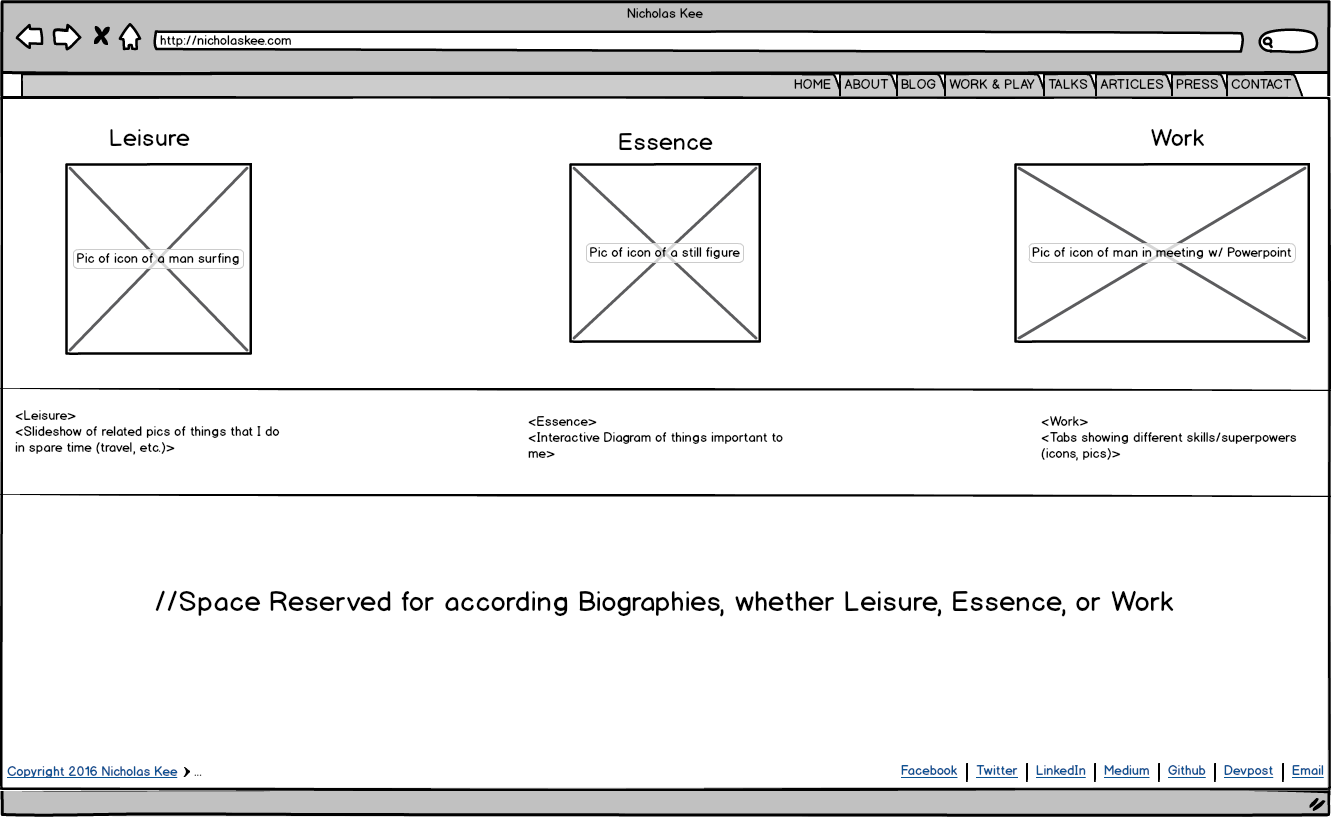 Nicholas Kee
http://nicholaskee.com
HOME ABOUT BLOG WORK & PLAY TALKS ARTICLES PRESS CONTACT
Leisure
Essence
Work
Pic of icon of a man surfing
Pic of icon of a still figure
Pic of icon of man in meeting w/ Powerpoint
<Leisure>
<Slideshow of related pics of things that I do
in spare time (travel, etc.)>
<Essence>
<Interactive Diagram of things important to
me>
<Work>
<Tabs showing different skills/superpowers
(icons, pics)>
//Space Reserved for according Biographies, whether Leisure, Essence, or Work
Copyright 2016 Nicholas Kee ...
Facebook Twitter LinkedIn Medium Github Devpost Email